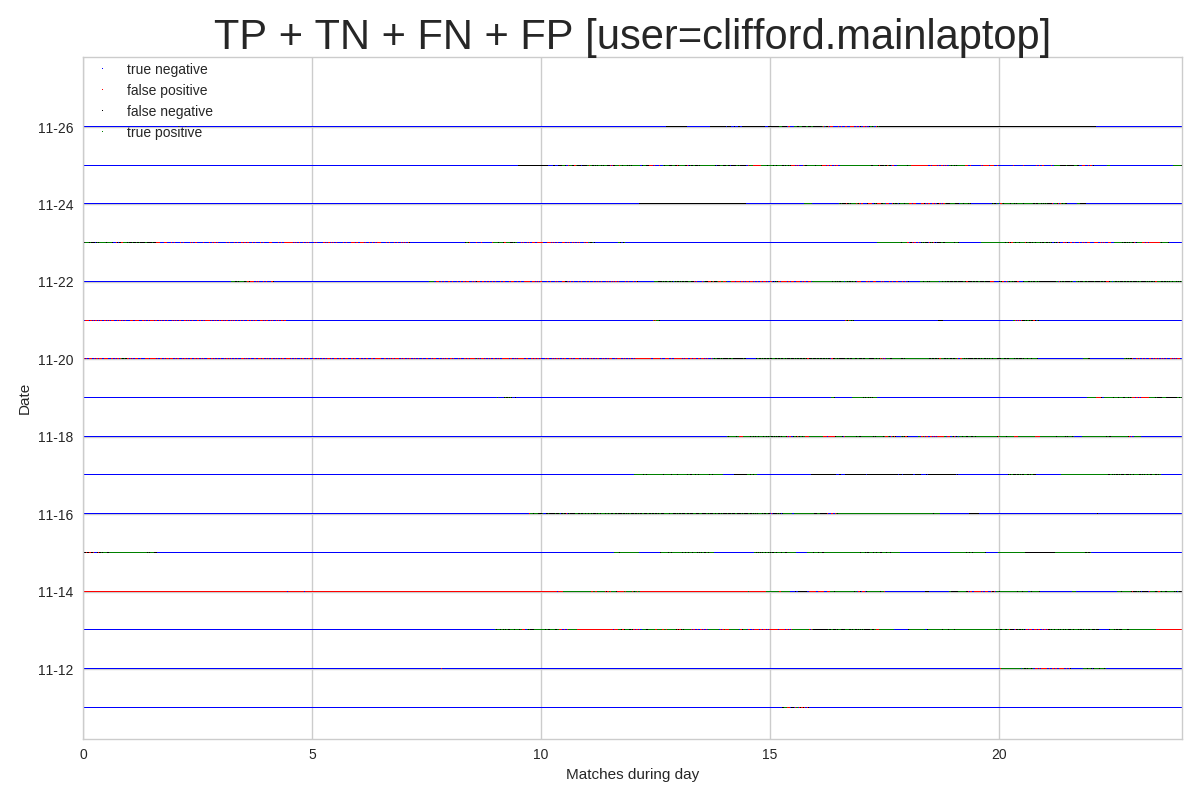 TP + TN + FN + FP [user=clifford.mainlaptop]
true negative
false positive
false negative
true positive
11-26
11-24
11-22
11-20
11-18
11-16
11-14
11-12
Date
0 5 10 15 20
Matches during day